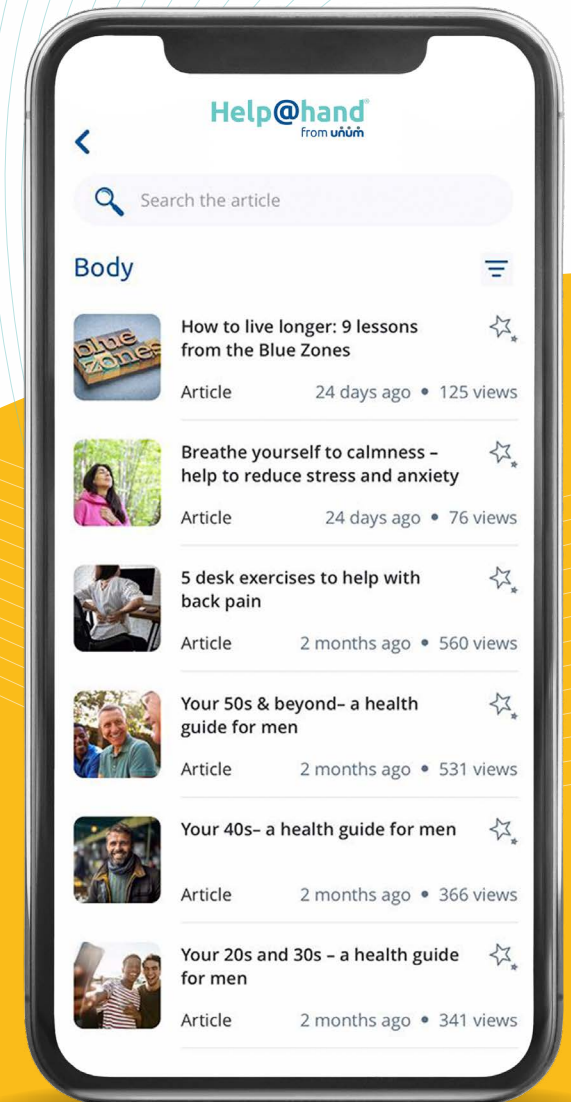 Help@hand®
from unum
Search the article
Body
blue
zones
How to live longer: 9 lessons
from the Blue Zones
Article 24 days ago • 125 views
Breathe yourself to calmness –
help to reduce stress and anxiety
Article 24 days ago • 76 views
5 desk exercises to help with
back pain
Article 2 months ago • 560 views
Your 50s & beyond– a health
guide for men
Article 2 months ago • 531 views
Your 40s– a health guide for men
Article 2 months ago • 366 views
Your 20s and 30s – a health guide
for men
Article 2 months ago • 341 views